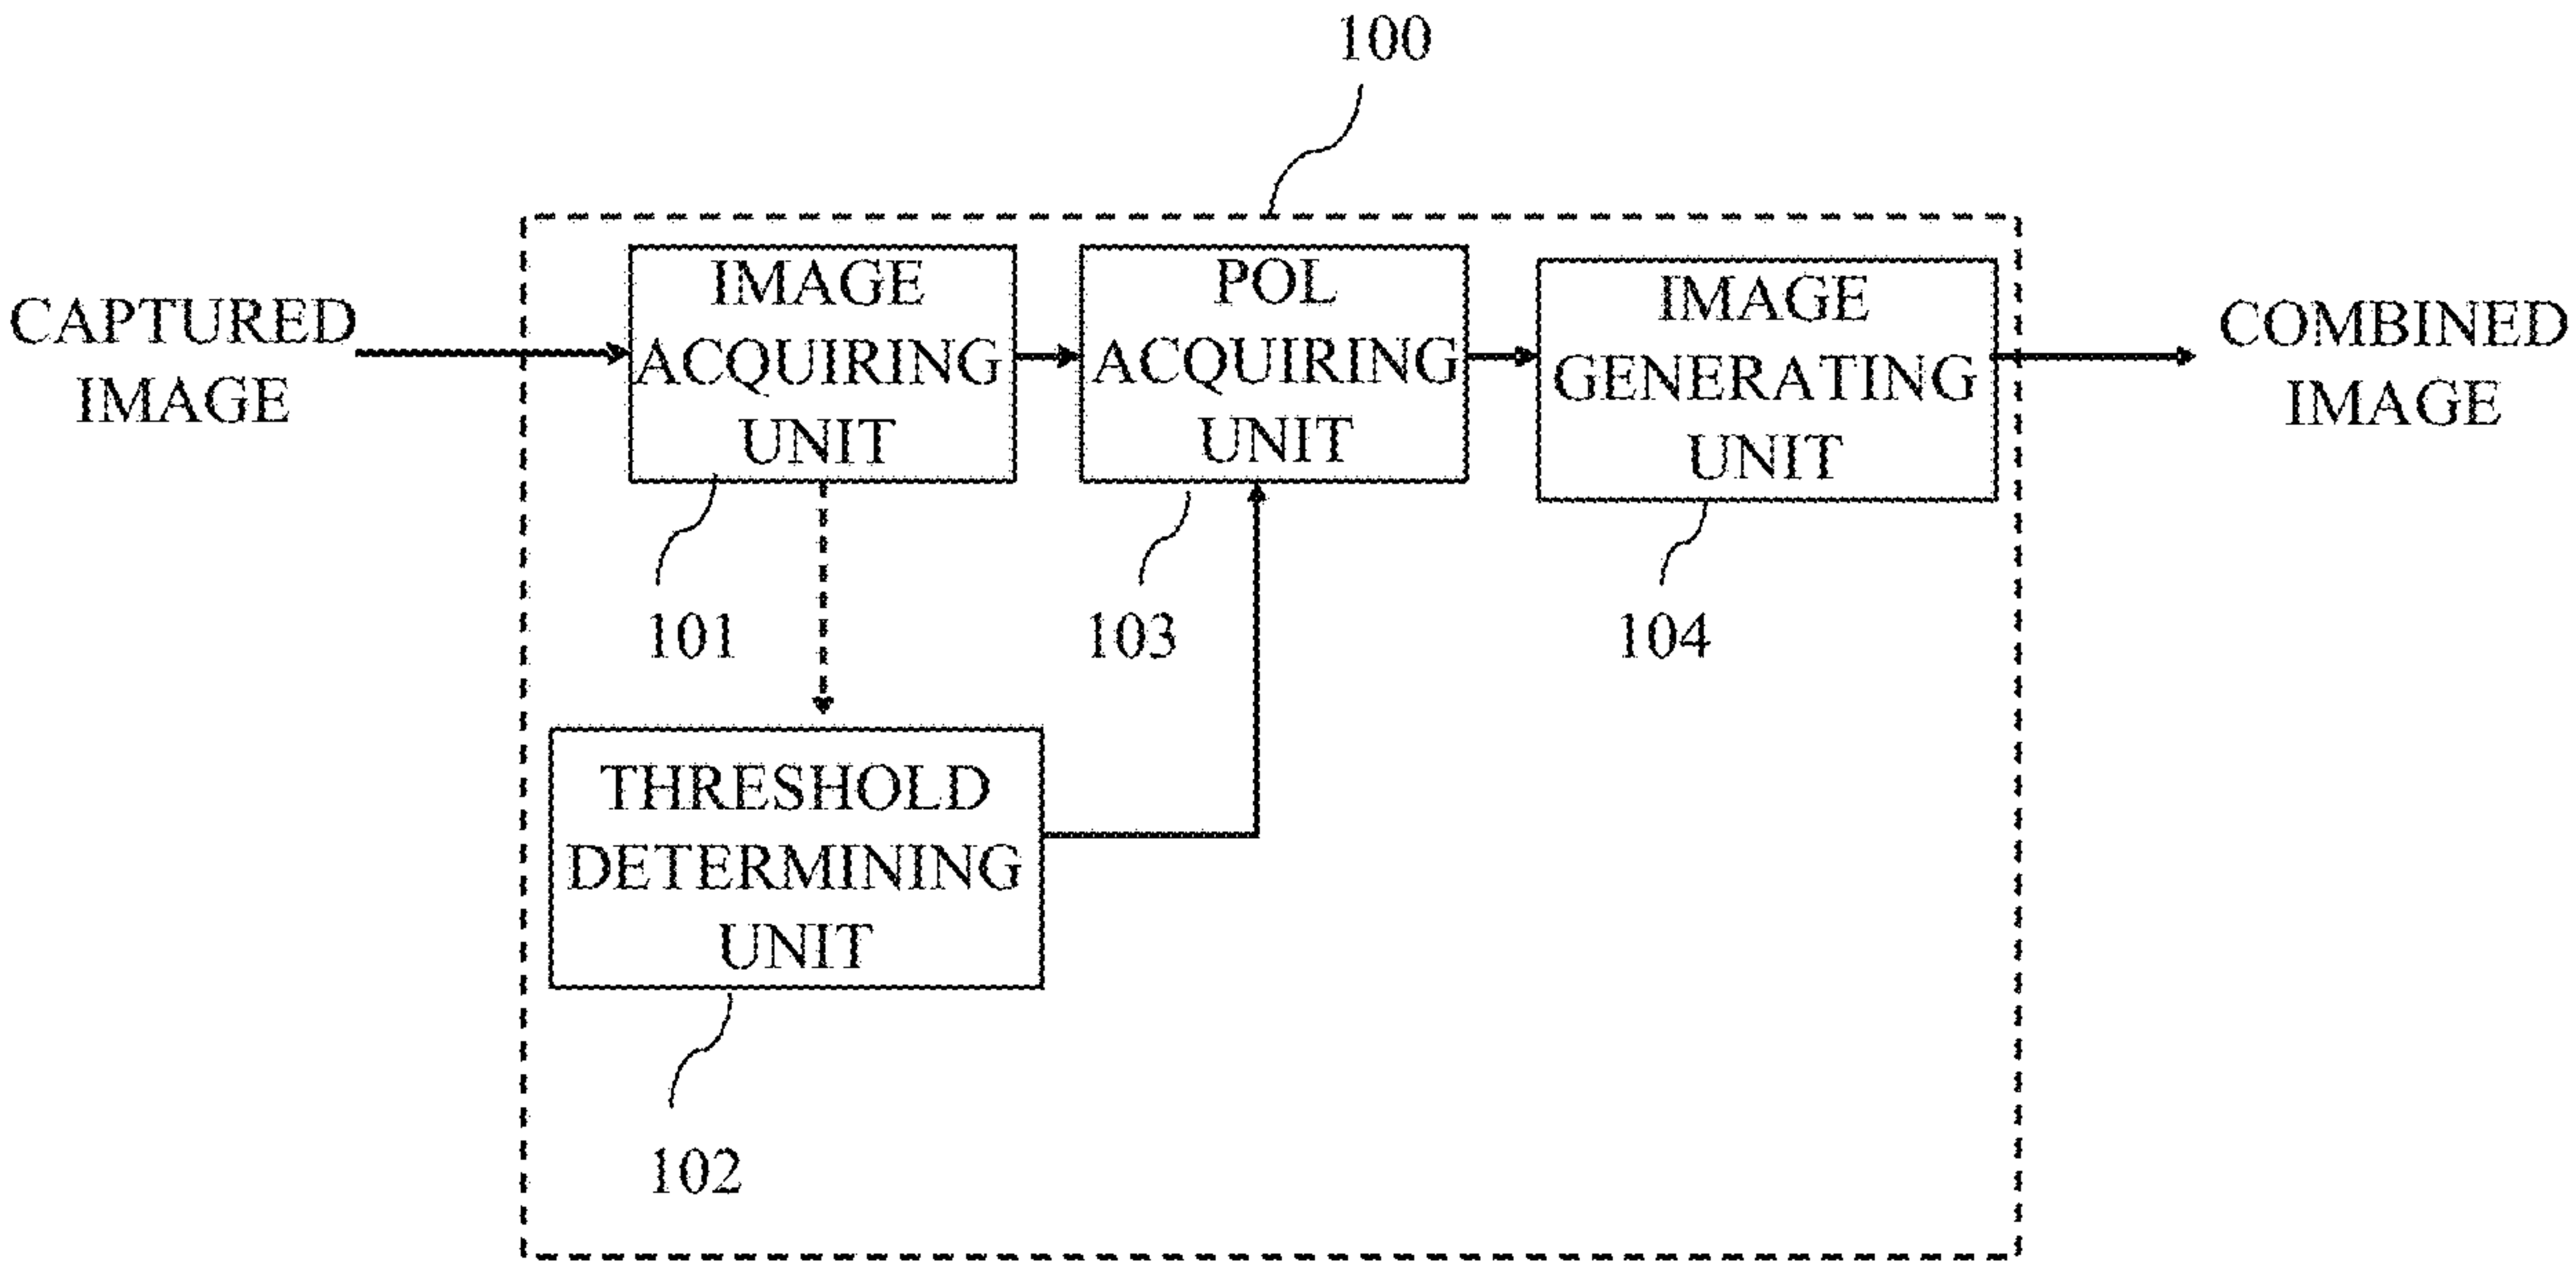 100
CAPTURED
IMAGE
IMAGE
ACQUIRING
UNIT
POL
ACQUIRING
UNIT
IMAGE
GENERATING
UNIT
COMBINED
IMAGE
101
103
104
THRESHOLD
DETERMINING
UNIT
102